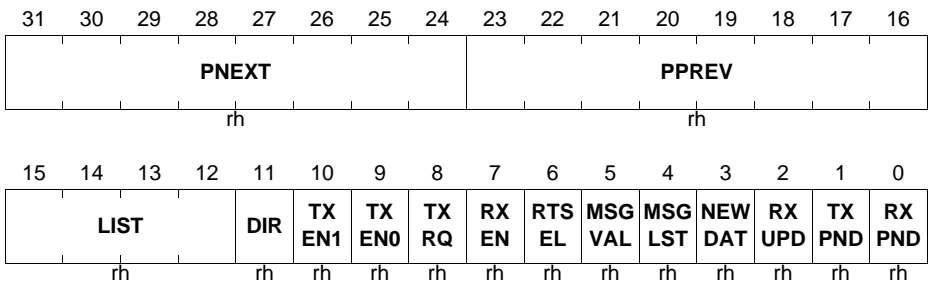 31 30 29 28 27 26 25 24 23 22 21 20 19 18 17 16
PNEXT PPREV
rh rh
15 14 13 12 11 10 9 8 7 6 5 4 3 2 1 0
LIST DIR TX EN1 TX EN0 TX RQ RX EN RTS EL MSG VAL MSG LST NEW DAT RX UPD TX PND RX PND
rh rh rh rh rh rh rh rh rh rh rh rh rh